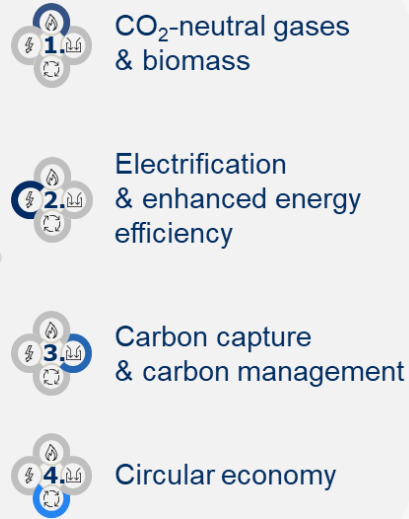 1.
CO₂-neutral gases
& biomass
2.
Electrification
& enhanced energy
efficiency
3.
Carbon capture
& carbon management
4.
Circular economy